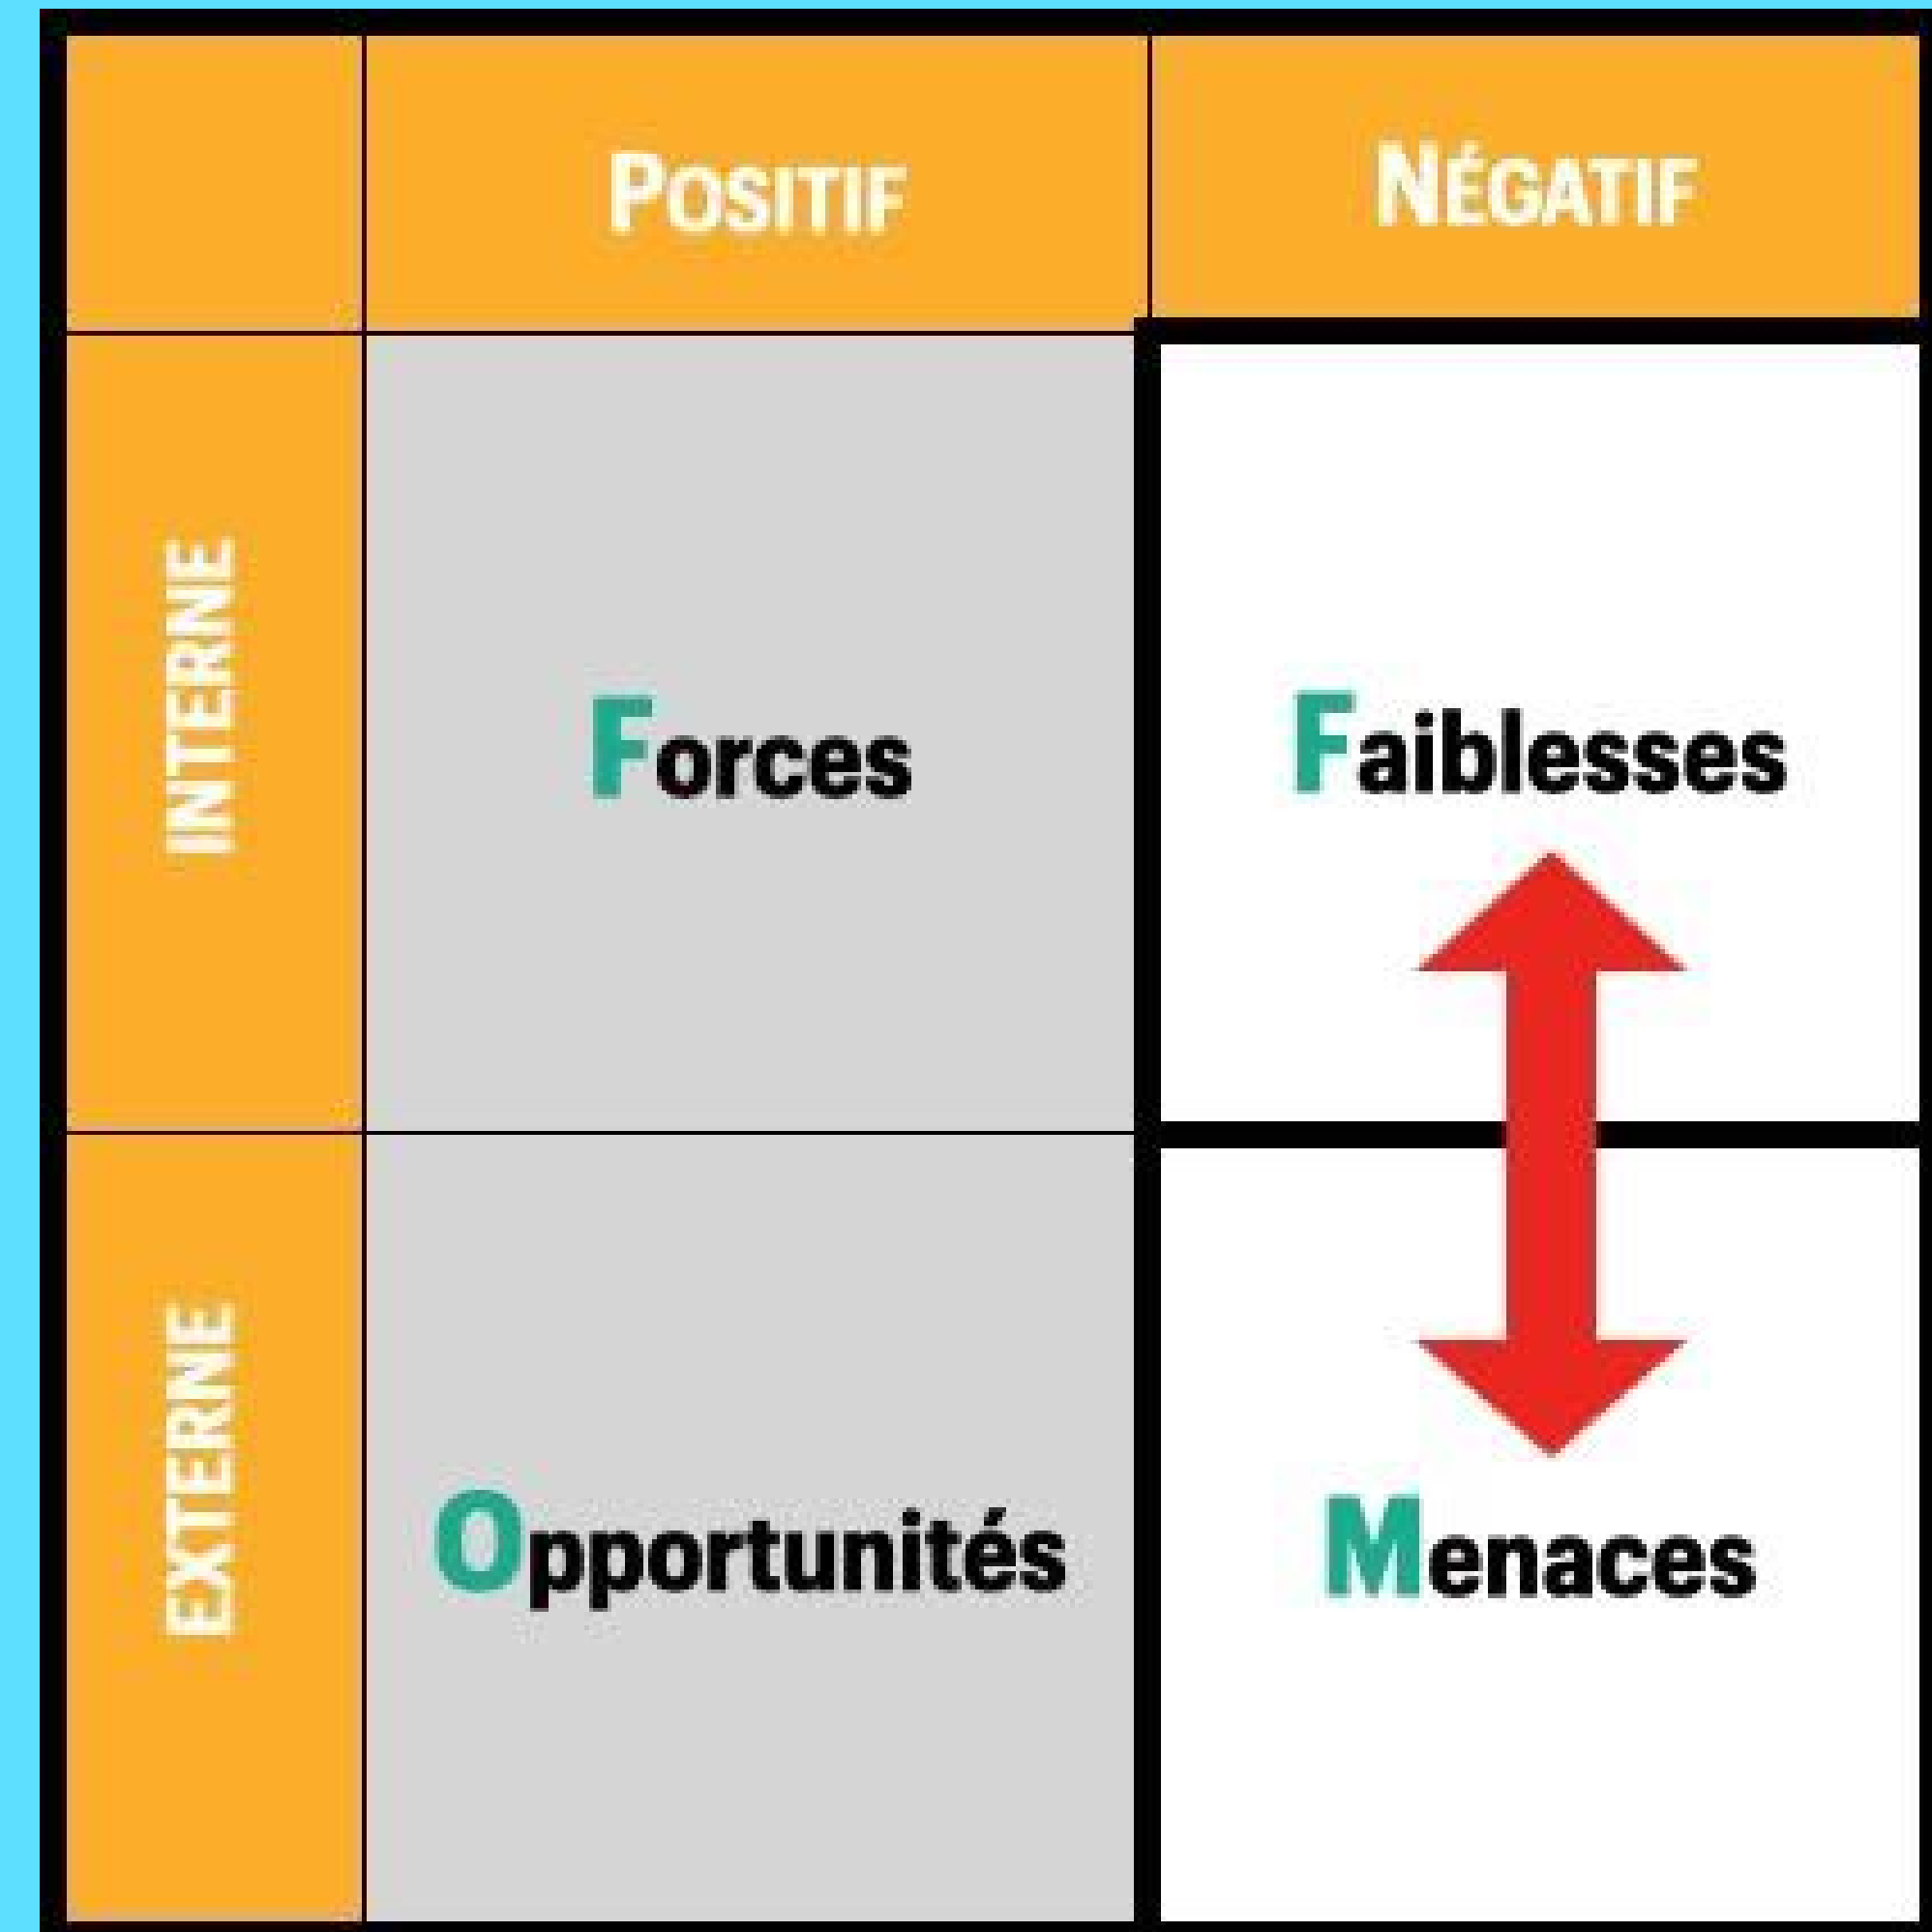 POSITIF
NÉGATIF
INTERNE
Forces
Faiblesses
EXTERNE
Opportunités
Menaces